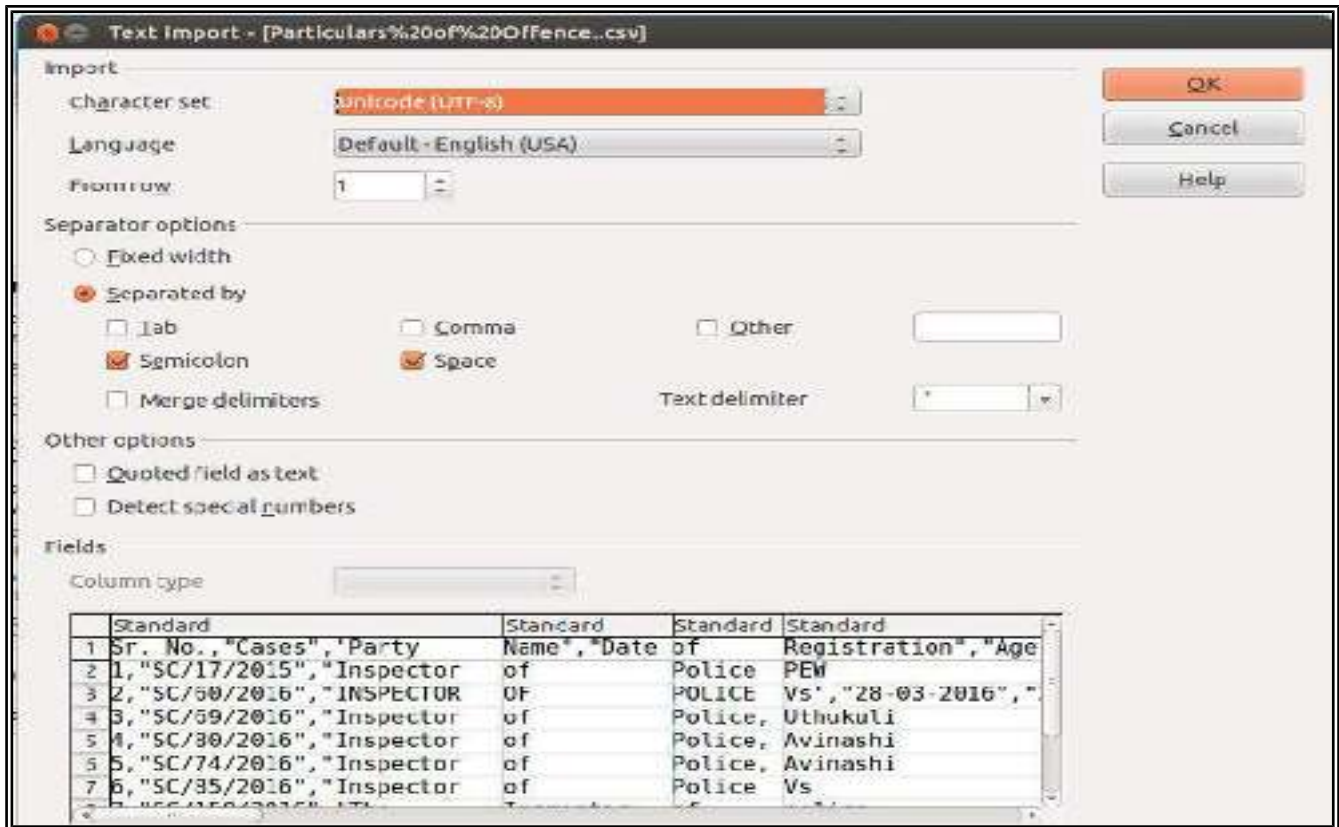 Text Import - [Particulars%20of%20Offence..csv]
Import
Character set Unicode (UTF-8)
Language Default - English (USA)
From row 1
Separator options
Fixed width
Separated by
Tab Comma Other
Semicolon Space
Merge delimiters Text delimiter "
Other options
Quoted field as text
Detect special numbers
Fields
Column type
OK
Cancel
Help
Standard Standard Standard Standard
1 Sr. No.,"Cases","Party Name","Date of Registration","Age
2 1,"SC/17/2015","Inspector of Police PEW
3 2,"SC/60/2016","INSPECTOR OF POLICE Vs","28-03-2016","
4 3,"SC/69/2016","Inspector of Police, Uthukuli
5 4,"SC/80/2016","Inspector of Police, Avinashi
6 5,"SC/74/2016","Inspector of Police, Avinashi
7 6,"SC/85/2016","Inspector of Police Vs